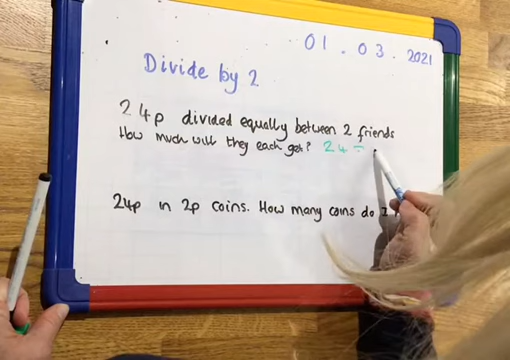 01.03.2021
Divide by 2
24p divided equally between 2 friends
How much will they each get? 24 ÷
24p in 2p coins. How many coins do I